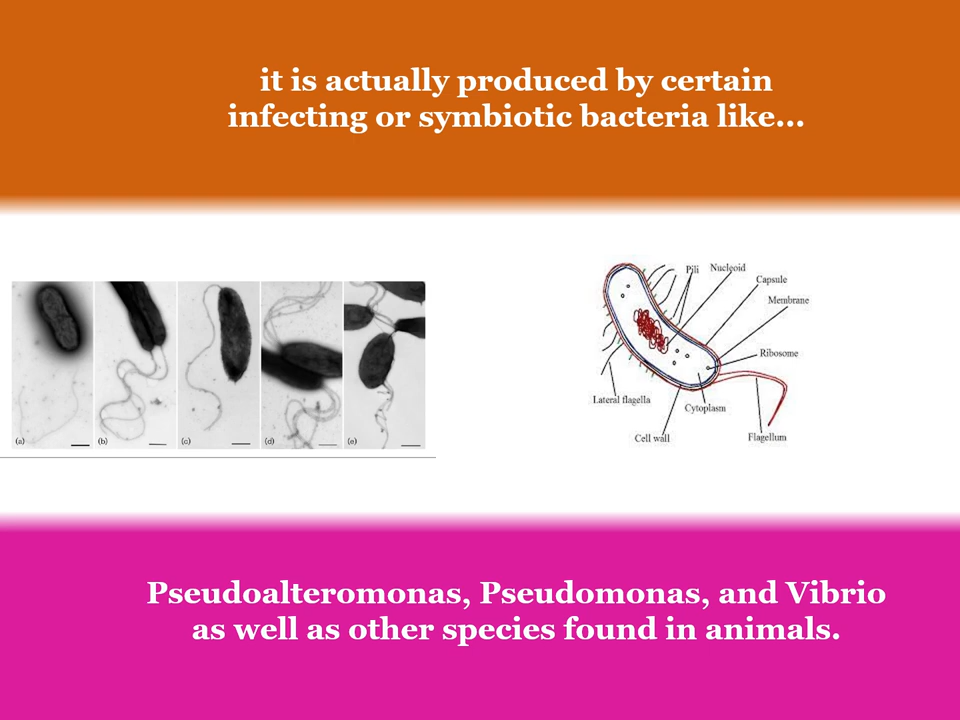 it is actually produced by certain
infecting or symbiotic bacteria like...
(a)
(b)
(c)
(d)
(e)
Pili
Nucleoid
Capsule
Membrane
Ribosome
Lateral flagella
Cytoplasm
Cell wall
Flagellum
Pseudoalteromonas, Pseudomonas, and Vibrio
as well as other species found in animals.